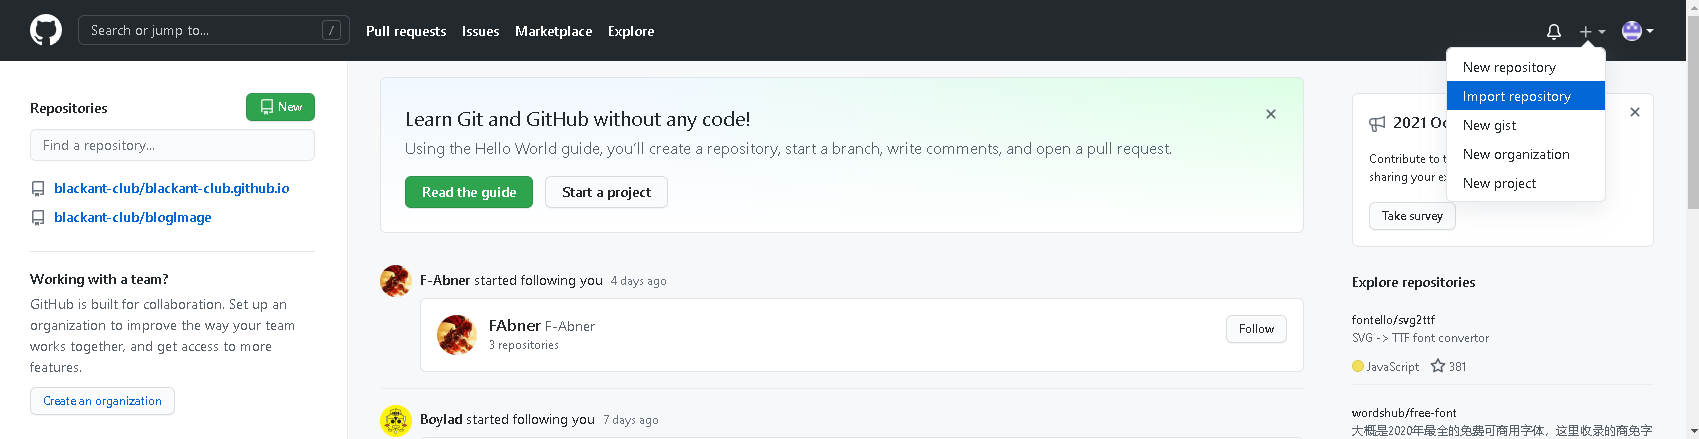 Search or jump to...
/
Pull requests
Issues
Marketplace
Explore
New repository
Import repository
New gist
New organization
New project
Repositories
New
Find a repository...
blackant-club/blackant-club.github.io
blackant-club/blogImage
Working with a team?
GitHub is built for collaboration. Set up an
organization to improve the way your team
works together, and get access to more
features.
Create an organization
Learn Git and GitHub without any code!
Using the Hello World guide, you’ll create a repository, start a branch, write comments, and open a pull request.
Read the guide
Start a project
F-Abner started following you 4 days ago
FAbner F-Abner
3 repositories
Follow
Boylad started following you 7 days ago
2021
Contribute to
sharing your
Take survey
Explore repositories
fontello/svg2ttf
SVG -> TTF font convertor
JavaScript
381
wordshub/free-font
大概是2020年最全的免费可商用字体，这里收录的商免字